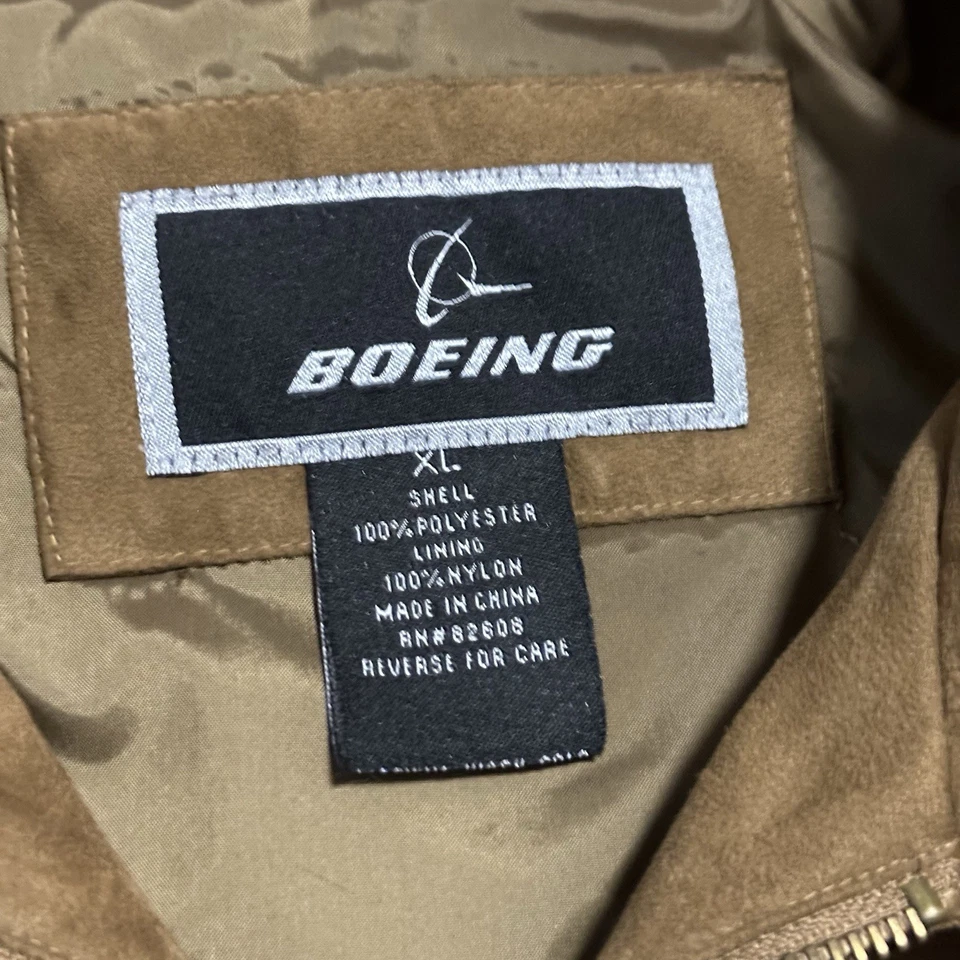 BOEING
XL
SHELL
100%POLYESTER
LINING
100%NYLON
MADE IN CHINA
RN#82608
REVERSE FOR CARE